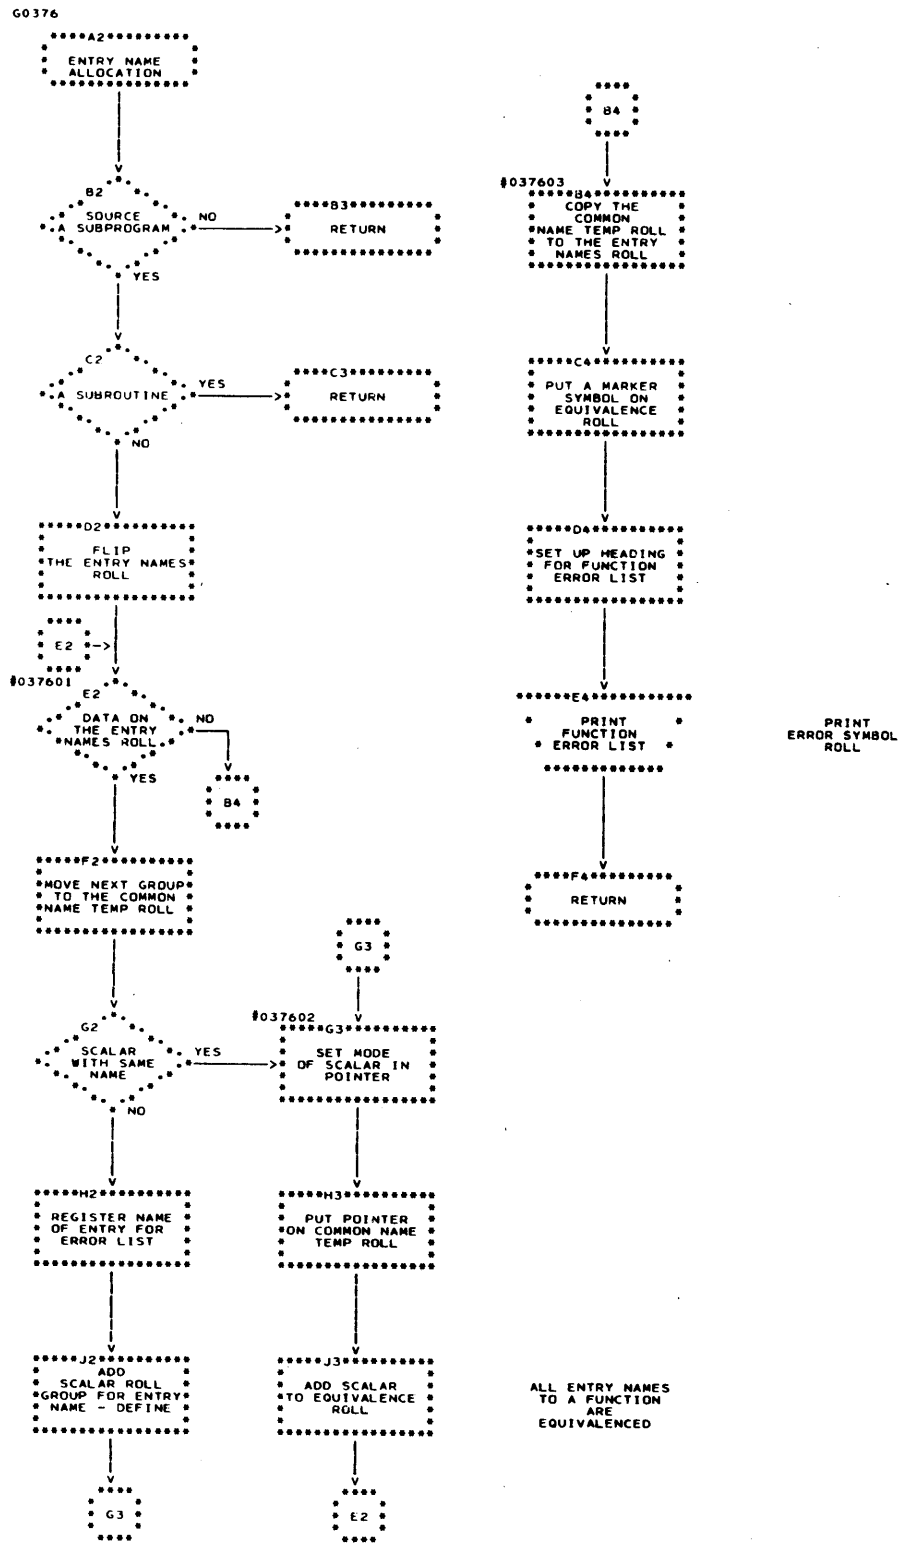 G0376
A2
ENTRY NAME
ALLOCATION
B2
SOURCE
A SUBPROGRAM
NO
B3
RETURN
YES
C2
A SUBROUTINE
YES
C3
RETURN
NO
D2
FLIP
THE ENTRY NAMES
ROLL
E2
#037601
E2
DATA ON
THE ENTRY
NAMES ROLL
NO
YES
B4
F2
MOVE NEXT GROUP
TO THE COMMON
NAME TEMP ROLL
G2
SCALAR
WITH SAME
NAME
YES
NO
G3
#037602
G3
SET MODE
OF SCALAR IN
POINTER
H2
REGISTER NAME
OF ENTRY FOR
ERROR LIST
H3
PUT POINTER
ON COMMON NAME
TEMP ROLL
J2
ADD
SCALAR ROLL
GROUP FOR ENTRY
NAME - DEFINE
J3
ADD SCALAR
TO EQUIVALENCE
ROLL
G3
E2
B4
#037603
B4
COPY THE
COMMON
NAME TEMP ROLL
TO THE ENTRY
NAMES ROLL
C4
PUT A MARKER
SYMBOL ON
EQUIVALENCE
ROLL
D4
SET UP HEADING
FOR FUNCTION
ERROR LIST
E4
PRINT
FUNCTION
ERROR LIST
PRINT
ERROR SYMBOL
ROLL
F4
RETURN
ALL ENTRY NAMES
TO A FUNCTION
ARE
EQUIVALENCED